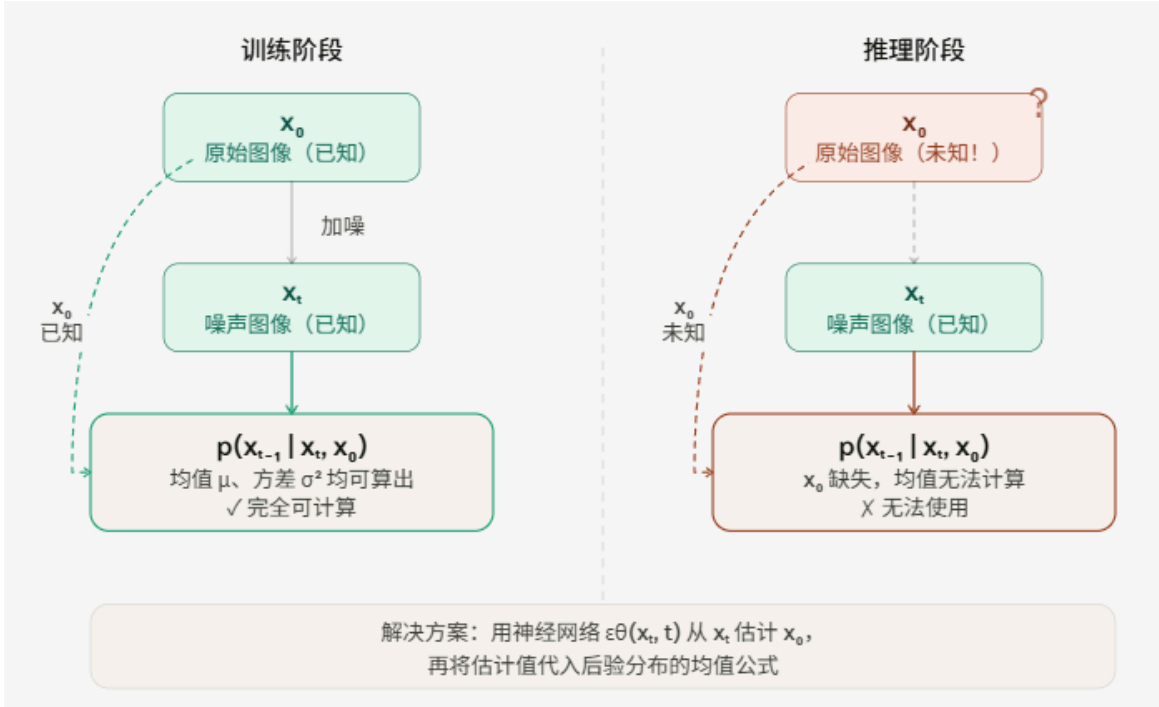 训练阶段
x₀
原始图像（已知）
加噪
xₜ
噪声图像（已知）
x₀
已知
p(xₜ₋₁ | xₜ, x₀)
均值 μ、方差 σ² 均可算出
✓ 完全可计算
推理阶段
?
x₀
原始图像（未知！）
xₜ
噪声图像（已知）
x₀
未知
p(xₜ₋₁ | xₜ, x₀)
x₀ 缺失，均值无法计算
✗ 无法使用
解决方案：用神经网络 εθ(xₜ, t) 从 xₜ 估计 x₀，
再将估计值代入后验分布的均值公式